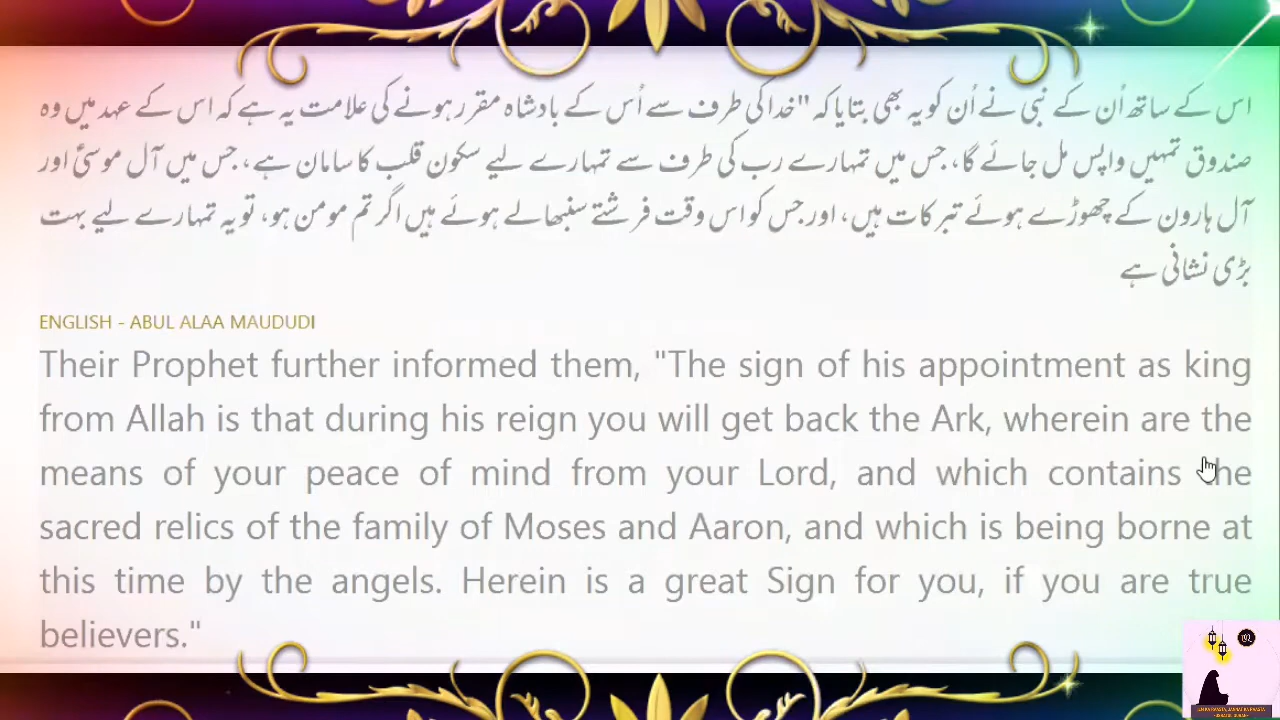 اس کے ساتھ اُن کے نبی نے اُن کو یہ بھی بتایا کہ "خدا کی طرف سے اُس کے بادشاہ مقرر ہونے کی علامت یہ ہے کہ اس کے عہد میں وہ
صندوق تمہیں واپس مل جائے گا، جس میں تمہارے رب کی طرف سے تمہارے لیے سکون قلب کا سامان ہے، جس میں آل موسیٰؑ اور
آل ہارون کے چھوڑے ہوئے تبرکات ہیں، اور جس کو اس وقت فرشتے سنبھالے ہوئے ہیں اگر تم مومن ہو، تو یہ تمہارے لیے بہت
بڑی نشانی ہے
ENGLISH - ABUL ALAA MAUDUDI
Their Prophet further informed them, "The sign of his appointment as king
from Allah is that during his reign you will get back the Ark, wherein are the
means of your peace of mind from your Lord, and which contains the
sacred relics of the family of Moses and Aaron, and which is being borne at
this time by the angels. Herein is a great Sign for you, if you are true
believers."